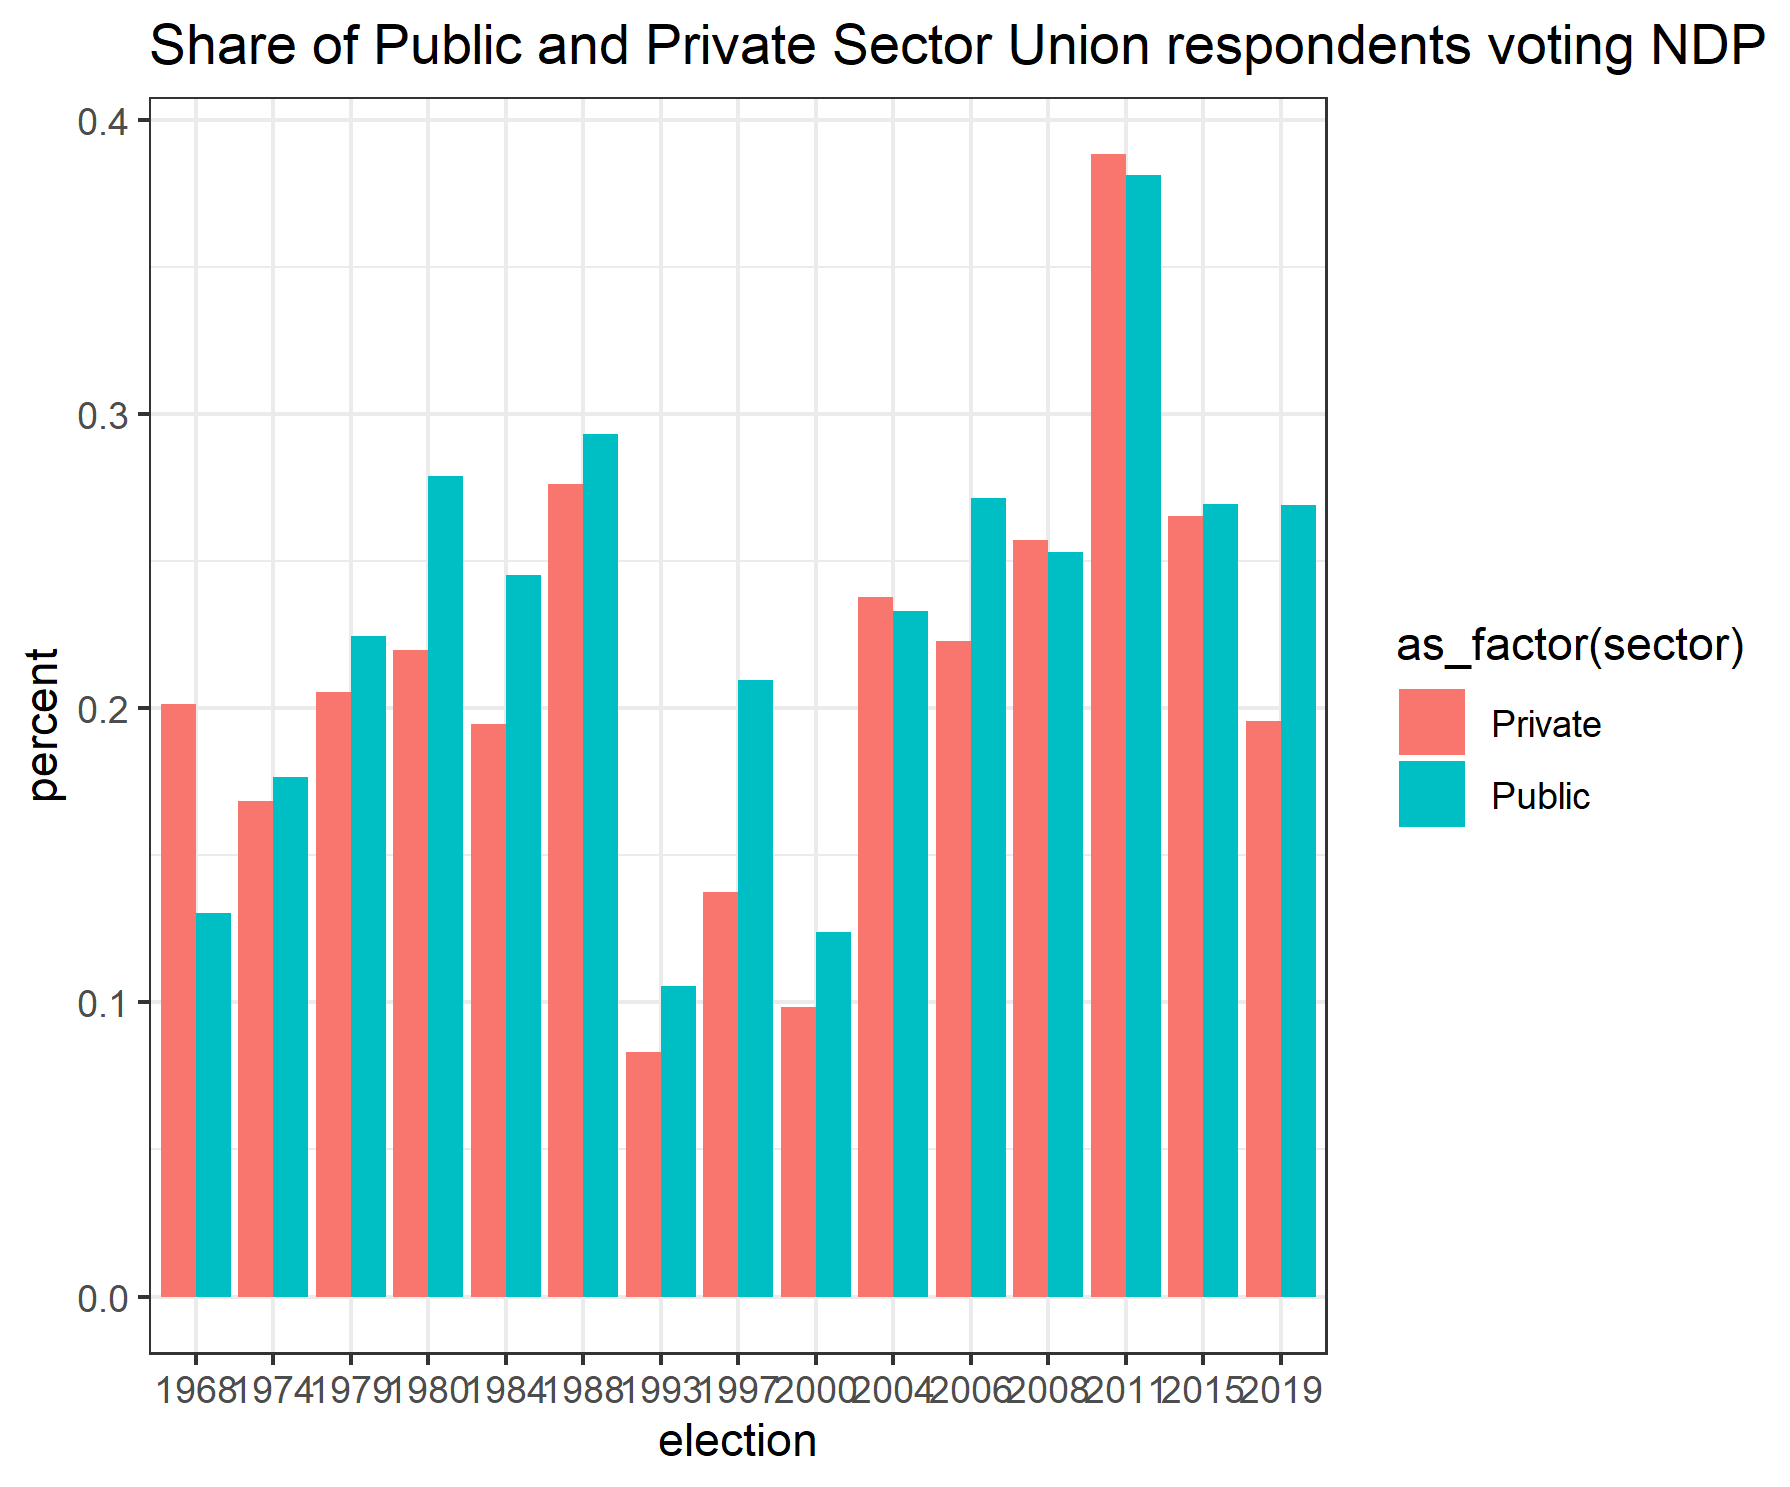 Share of Public and Private Sector Union respondents voting NDP
0.4
0.3
0.2
0.1
0.0
percent
1968 1974 1979 1980 1984 1988 1993 1997 2000 2004 2006 2008 2011 2015 2019
election
as_factor(sector)
Private
Public